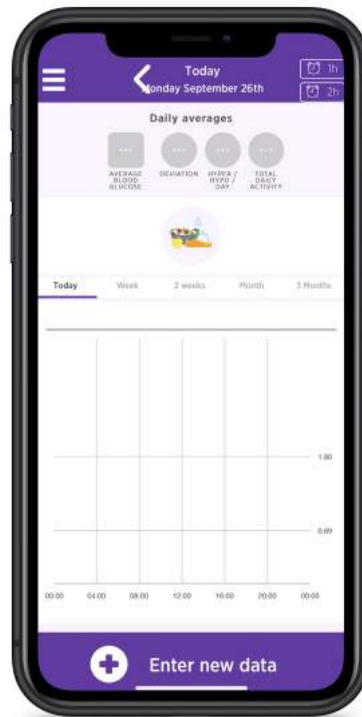 Today
Monday September 26th
1h
2h
Daily averages
...
...
...
...
AVERAGE
BLOOD
GLUCOSE
DEVIATION
HYPER /
HYPO /
DAY
TOTAL
DAILY
ACTIVITY
Today Week 2 weeks Month 3 Months
1.80
0.69
00:00 04:00 08:00 12:00 16:00 20:00 00:00
Enter new data